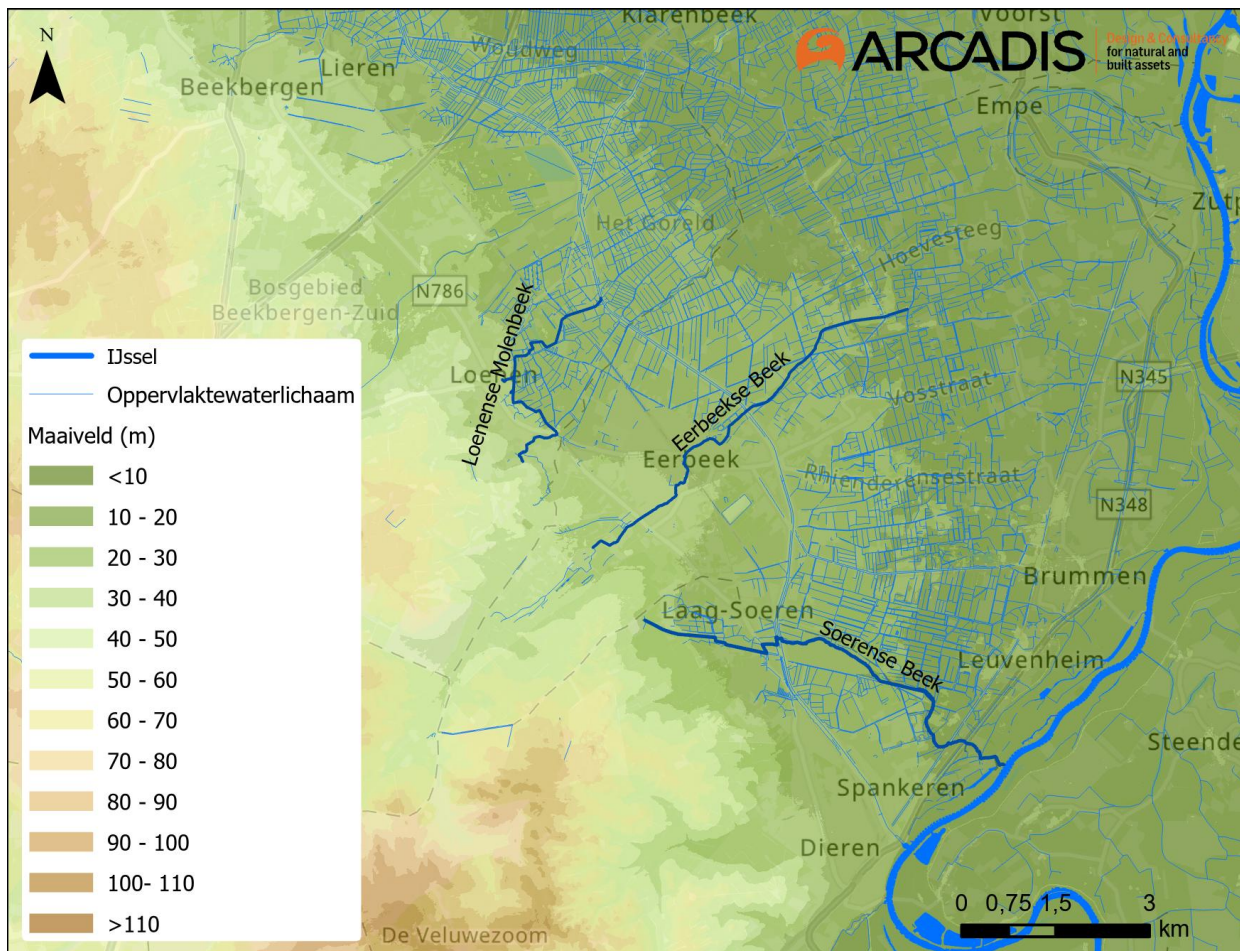 Klarenbeek
Voorst
Woudweg
Lieren
Beekbergen
ARCADIS
Design & Consultancy
for natural and
built assets
N
Empe
Zutp
Het Goreld
Hoevesteeg
Bosgebied
Beekbergen-Zuid
N786
Loenense-Molenbeek
Loenen
Eerbeekse Beek
Eerbeek
Vosstraat
N345
Rhienderensestraat
N348
Brummen
Laag-Soeren
Soerense Beek
Leuvenheim
Steende
Spankeren
Dieren
De Veluwezoom
IJssel
Oppervlaktewaterlichaam
Maaiveld (m)
<10
10 - 20
20 - 30
30 - 40
40 - 50
50 - 60
60 - 70
70 - 80
80 - 90
90 - 100
100- 110
>110
0 0,75 1,5 3
km